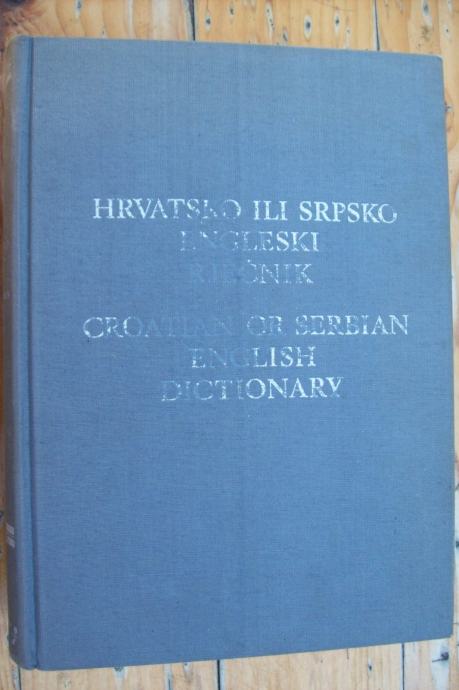 HRVATSKO ILI SRPSKO
ENGLESKI
RJEČNIK
CROATIAN OR SERBIAN
ENGLISH
DICTIONARY